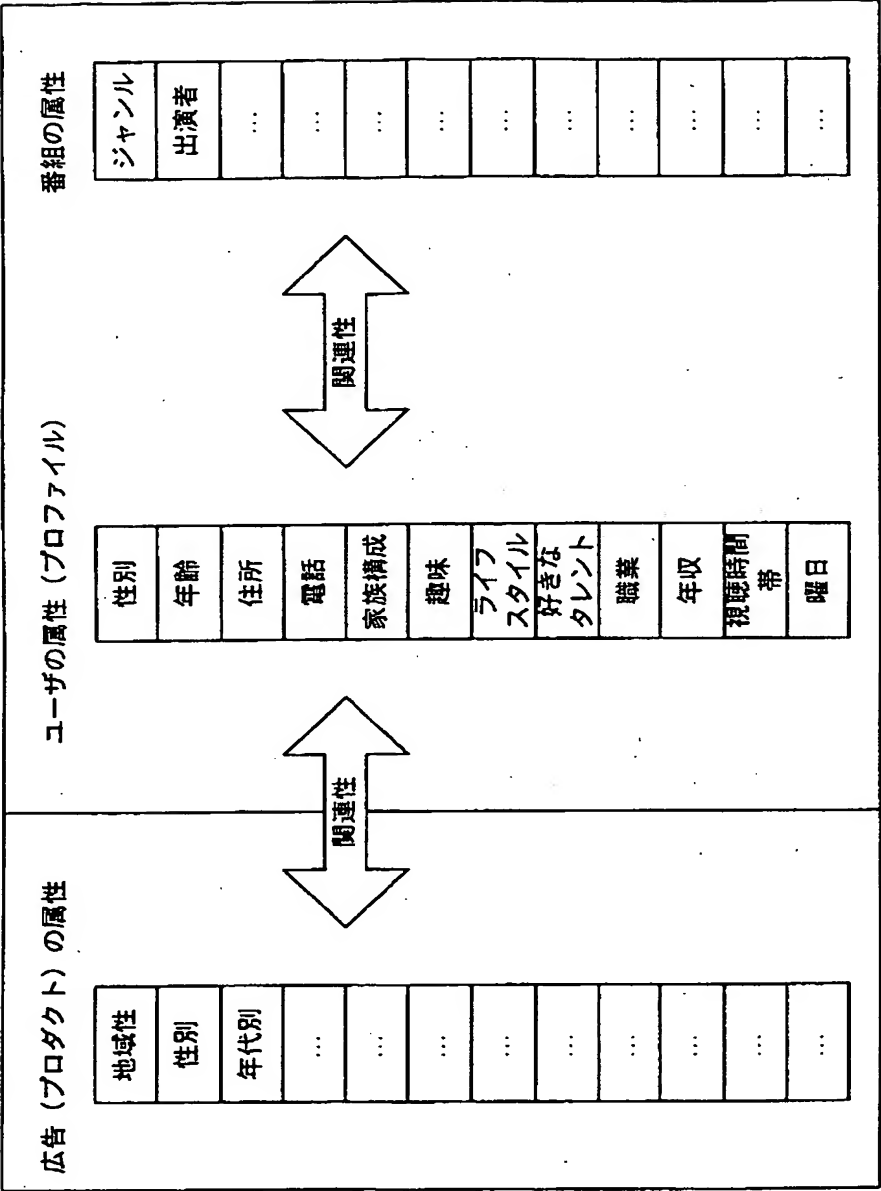 広告（プロダクト）の属性
地域性
性別
年代別
…
…
…
…
…
…
…
…
…
関連性
ユーザの属性（プロファイル）
性別
年齢
住所
電話
家族構成
趣味
ライフ
スタイル
好きな
タレント
職業
年収
視聴時間
帯
曜日
関連性
番組の属性
ジャンル
出演者
…
…
…
…
…
…
…
…
…
…